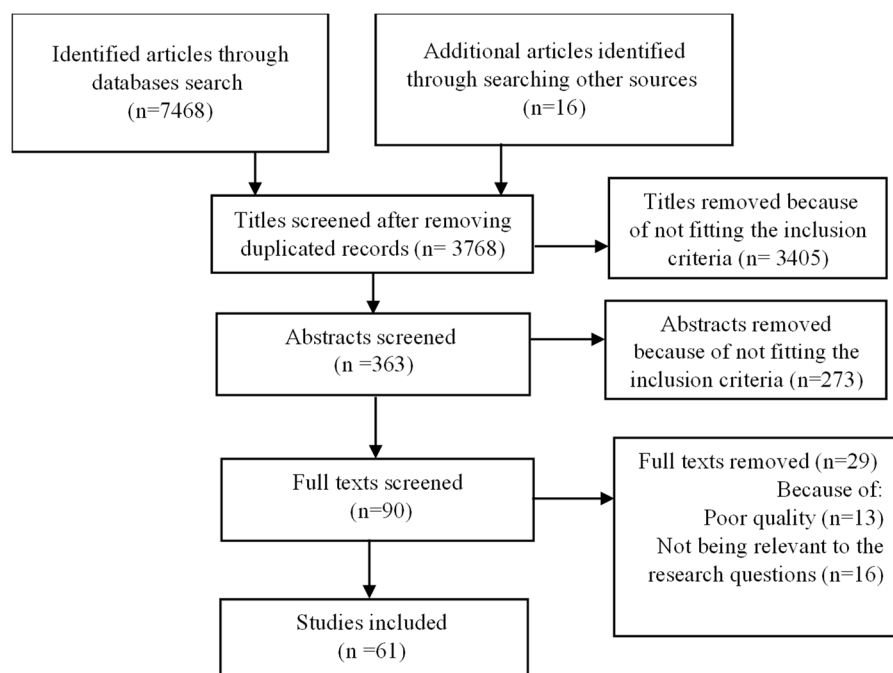 Identified articles through
databases search
(n=7468)
Additional articles identified
through searching other sources
(n=16)
Titles screened after removing
duplicated records (n= 3768)
Titles removed because
of not fitting the inclusion
criteria (n= 3405)
Abstracts screened
(n =363)
Abstracts removed
because of not fitting the
inclusion criteria (n=273)
Full texts screened
(n=90)
Full texts removed (n=29)
Because of:
Poor quality (n=13)
Not being relevant to the
research questions (n=16)
Studies included
(n =61)